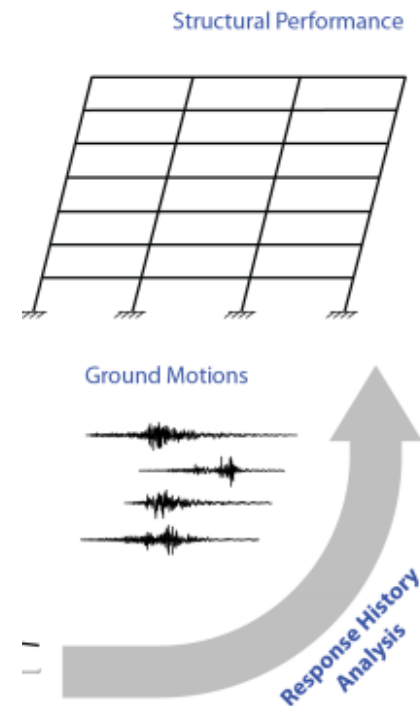 Structural Performance
Ground Motions
Response History
Analysis